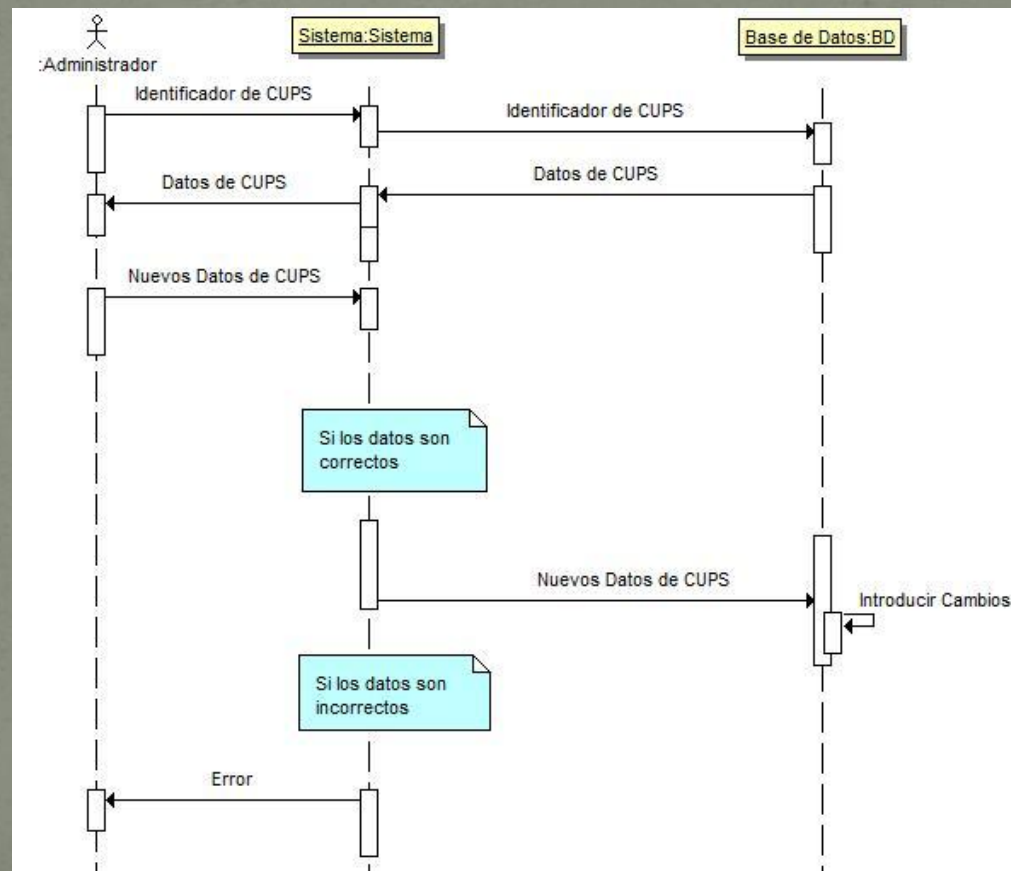 Sistema:Sistema
Base de Datos:BD
:Administrador
Identificador de CUPS
Identificador de CUPS
Datos de CUPS
Datos de CUPS
Nuevos Datos de CUPS
Si los datos son
correctos
Nuevos Datos de CUPS
Introducir Cambios
Si los datos son
incorrectos
Error